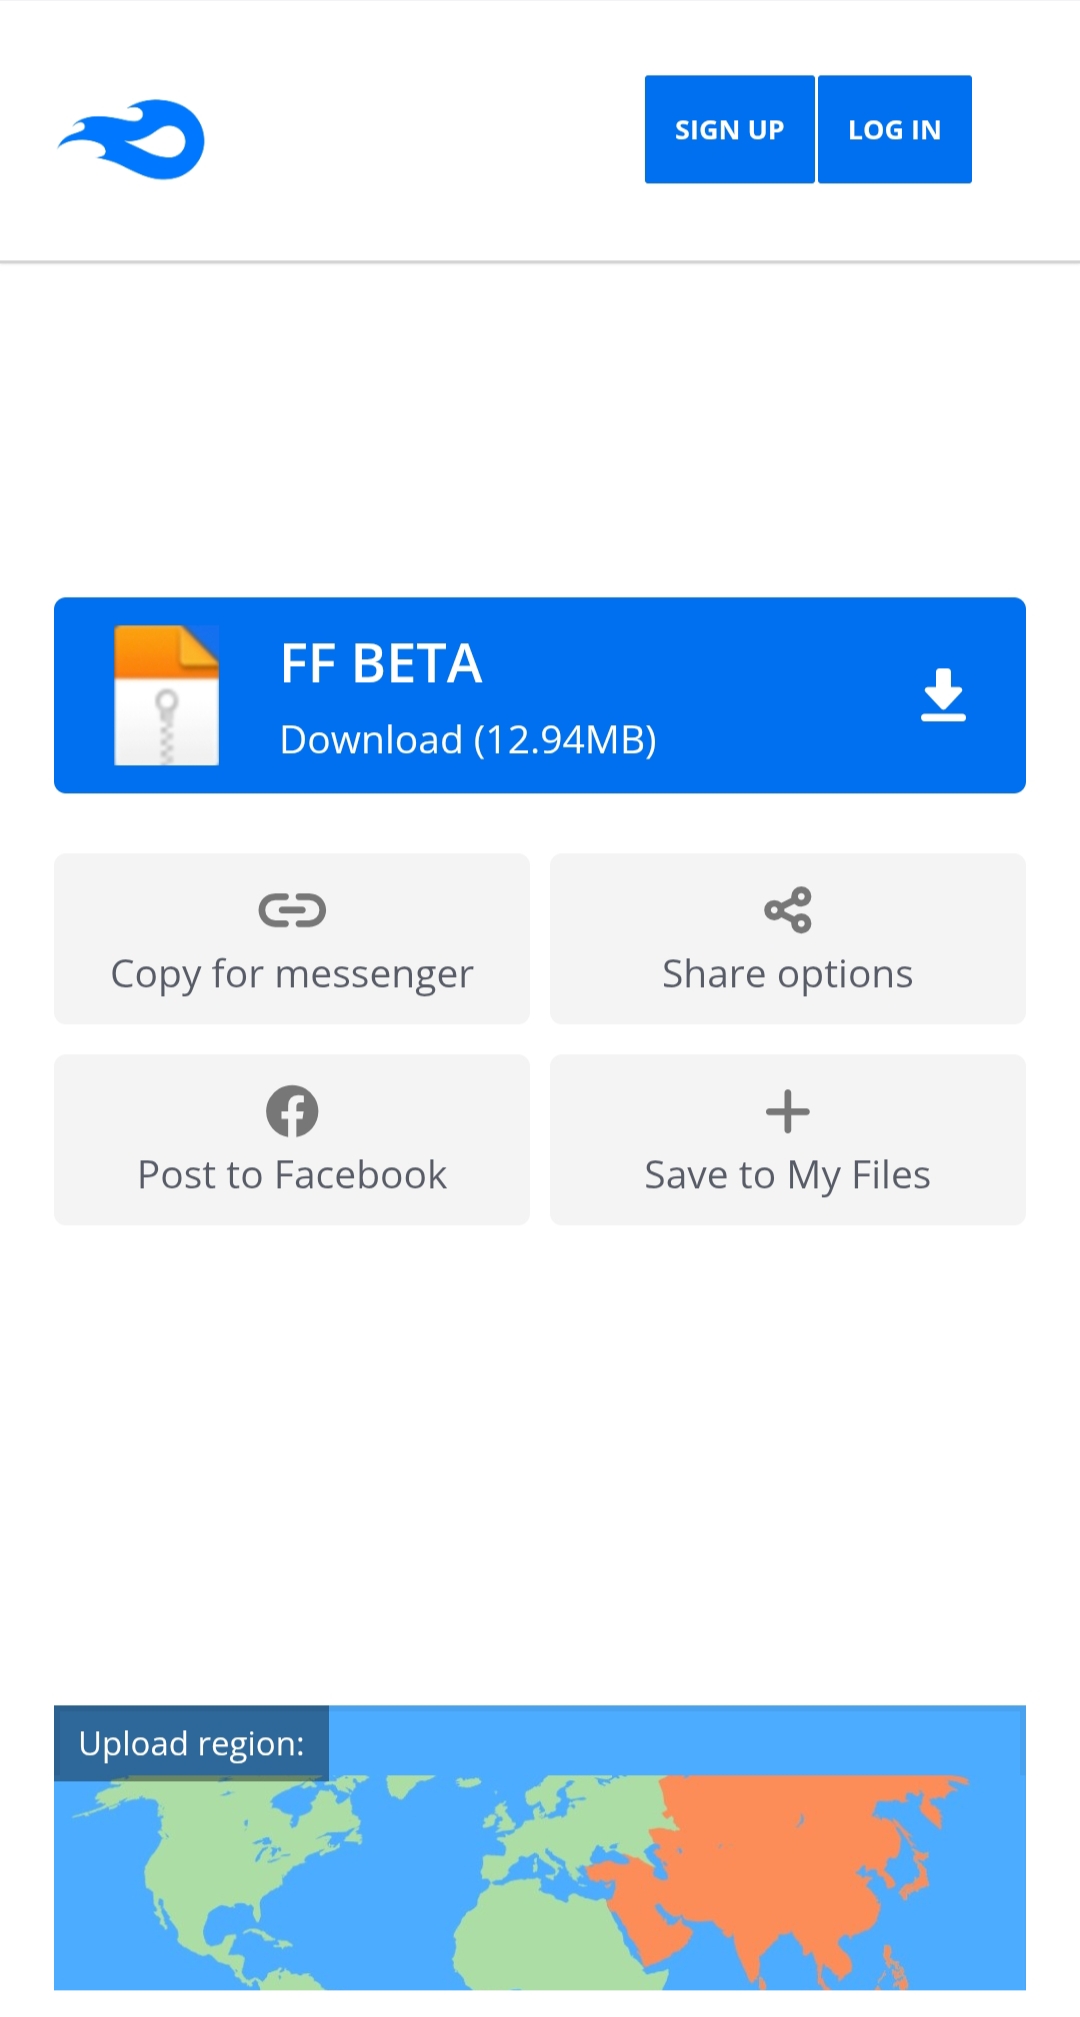 SIGN UP
LOG IN
FF BETA
Download (12.94MB)
Copy for messenger
Share options
Post to Facebook
Save to My Files
Upload region: